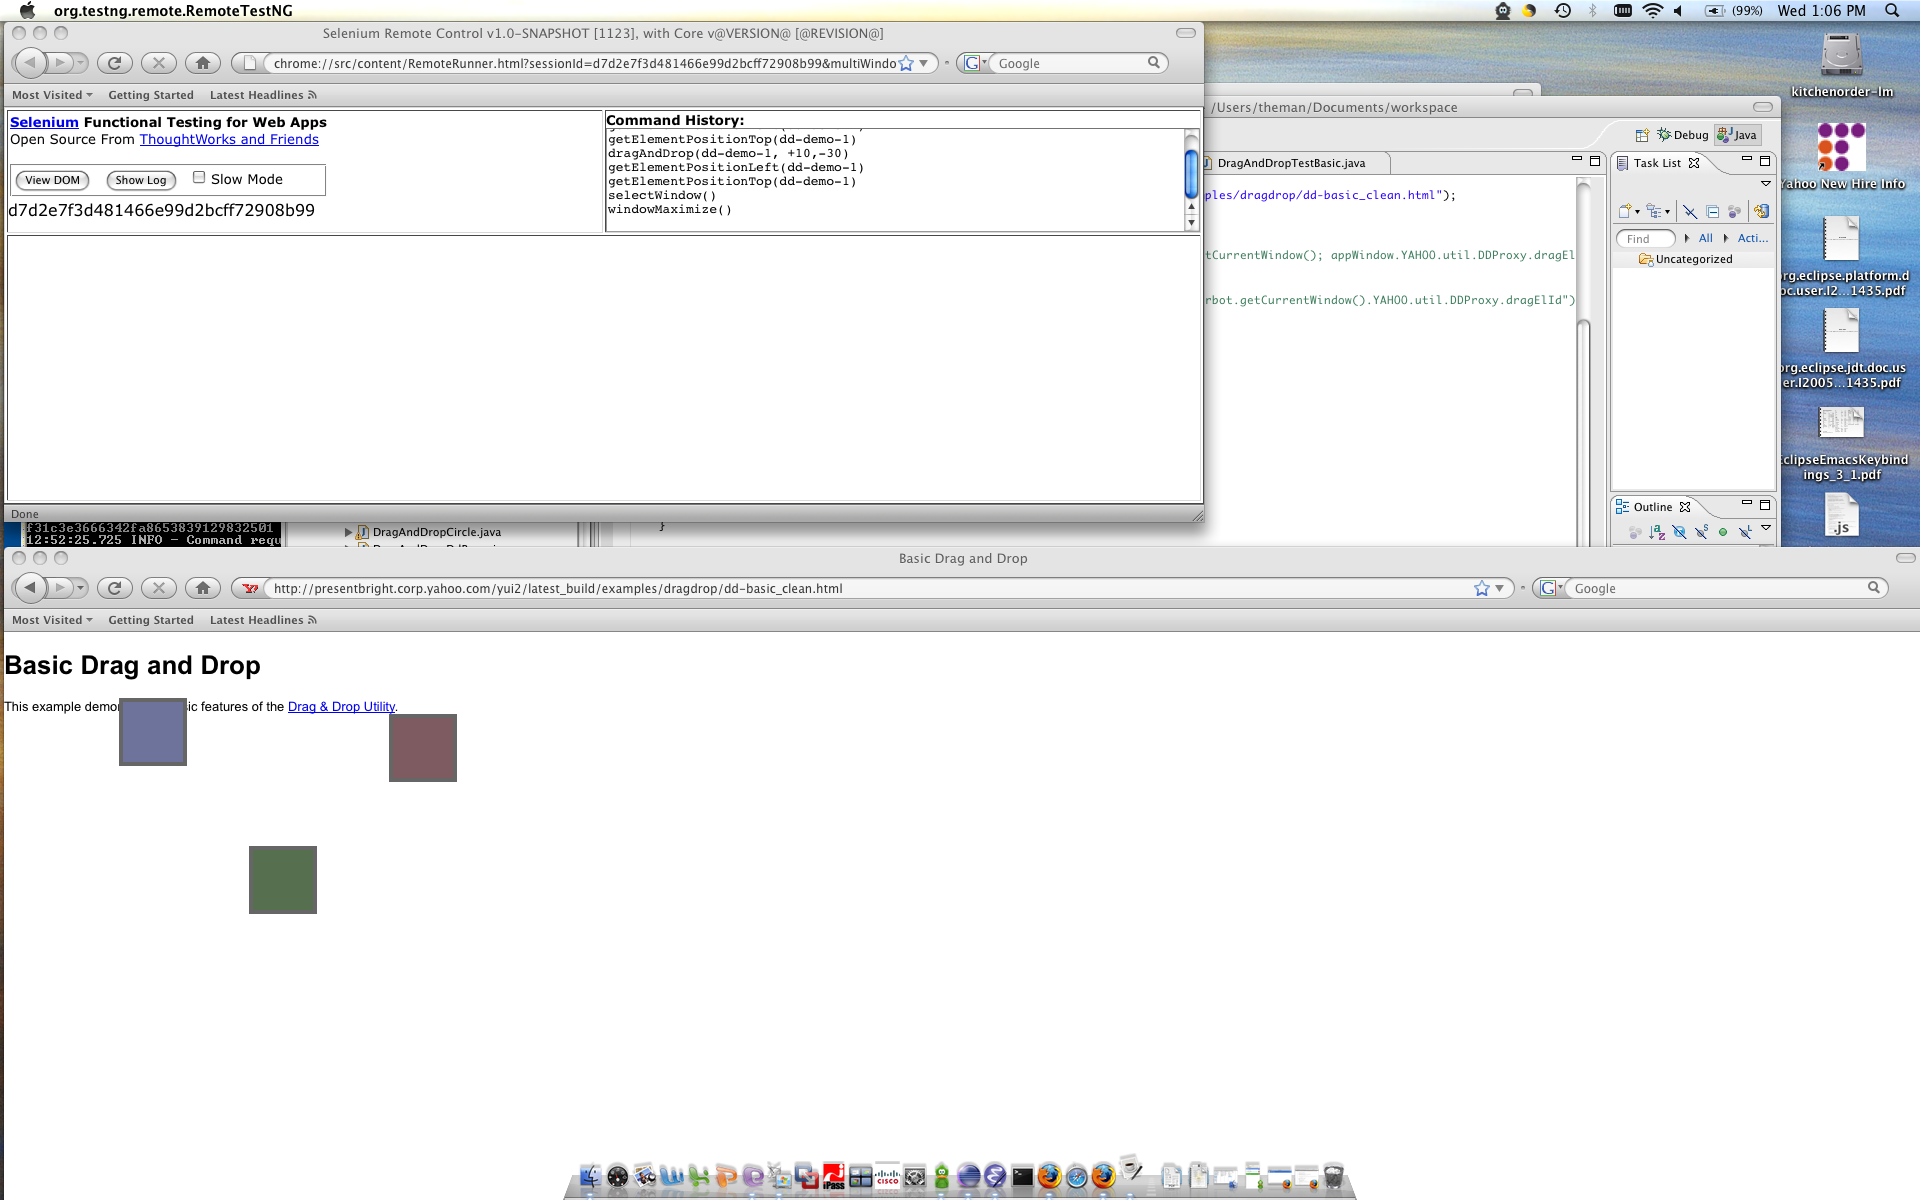 org.testng.remote.RemoteTestNG
(99%) Wed 1:06 PM
Selenium Remote Control v1.0-SNAPSHOT [1123], with Core v@VERSION@ [@REVISION@]
chrome://src/content/RemoteRunner.html?sessionId=d7d2e7f3d481466e99d2bcff72908b99&multiWindo
Google
Most Visited Getting Started Latest Headlines
Selenium Functional Testing for Web Apps
Open Source From ThoughtWorks and Friends
View DOM Show Log Slow Mode
d7d2e7f3d481466e99d2bcff72908b99
Command History:
getElementPositionTop(dd-demo-1)
dragAndDrop(dd-demo-1, +10,-30)
getElementPositionLeft(dd-demo-1)
getElementPositionTop(dd-demo-1)
selectWindow()
windowMaximize()
Done
/Users/theman/Documents/workspace
Debug Java
DragAndDropTestBasic.java
Task List
ples/dragdrop/dd-basic_clean.html");
tCurrentWindow(); appWindow.YAHOO.util.DDProxy.dragEl
rbot.getCurrentWindow().YAHOO.util.DDProxy.dragElId")
}
Find All Acti...
Uncategorized
Outline
kitchenorder-lm
Yahoo New Hire Info
org.eclipse.platform.d
oc.user.I2...1435.pdf
org.eclipse.jdt.doc.us
er.I2005...1435.pdf
EclipseEmacsKeybind
ings_3_1.pdf
.js
f31c3e3666342fa8653839129832501
12:52:25.725 INFO - Command requ
DragAndDropCircle.java
Basic Drag and Drop
http://presentbright.corp.yahoo.com/yui2/latest_build/examples/dragdrop/dd-basic_clean.html
Google
Most Visited Getting Started Latest Headlines
Basic Drag and Drop
This example demon ic features of the Drag & Drop Utility.
iPass
CISCO